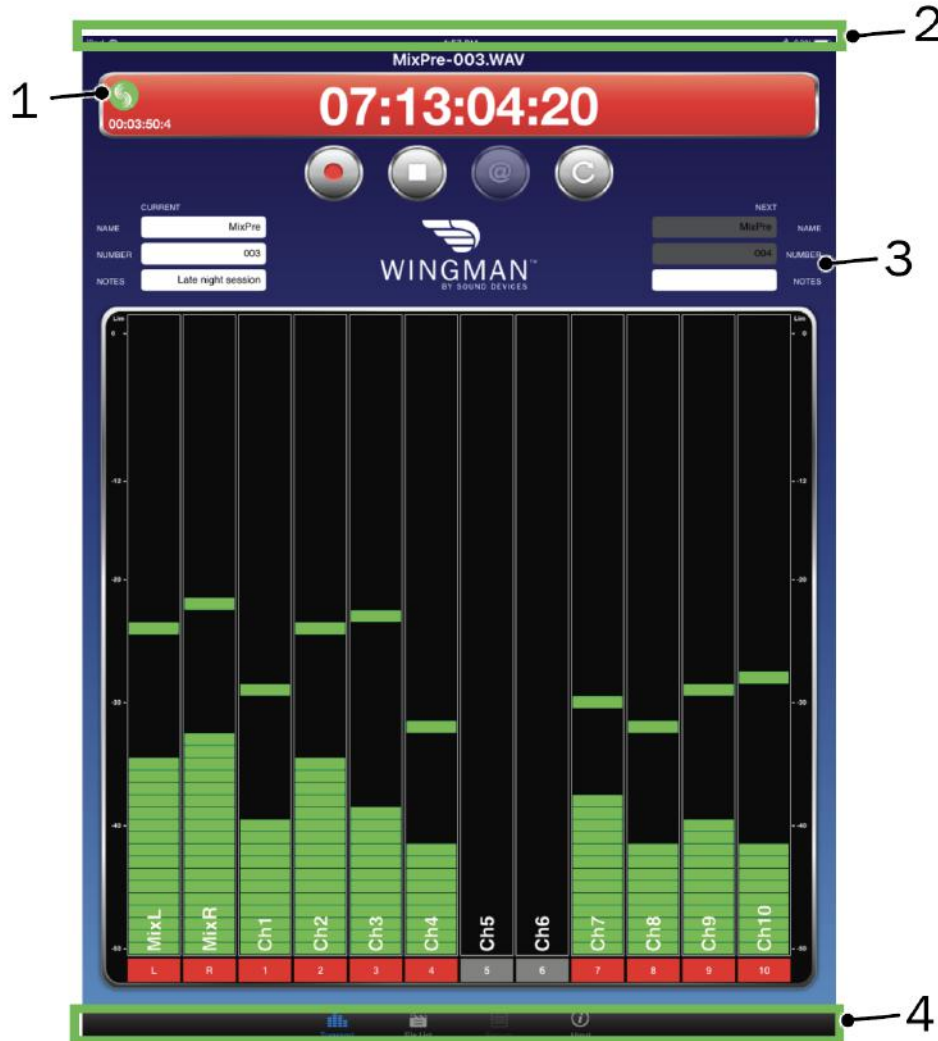 2
MixPre-003.WAV
1
07:13:04:20
00:03:50:4
@
CURRENT
NEXT
NAME MixPre
MixPre NAME
NUMBER 003
004 NUMBER
3
NOTES Late night session
NOTES
WINGMAN™
BY SOUND DEVICES
Lim
Lim
0
0
-12
-12
-20
-20
-30
-30
-40
-40
-50
-50
MixL MixR Ch1 Ch2 Ch3 Ch4 Ch5 Ch6 Ch7 Ch8 Ch9 Ch10
L R 1 2 3 4 5 6 7 8 9 10
4